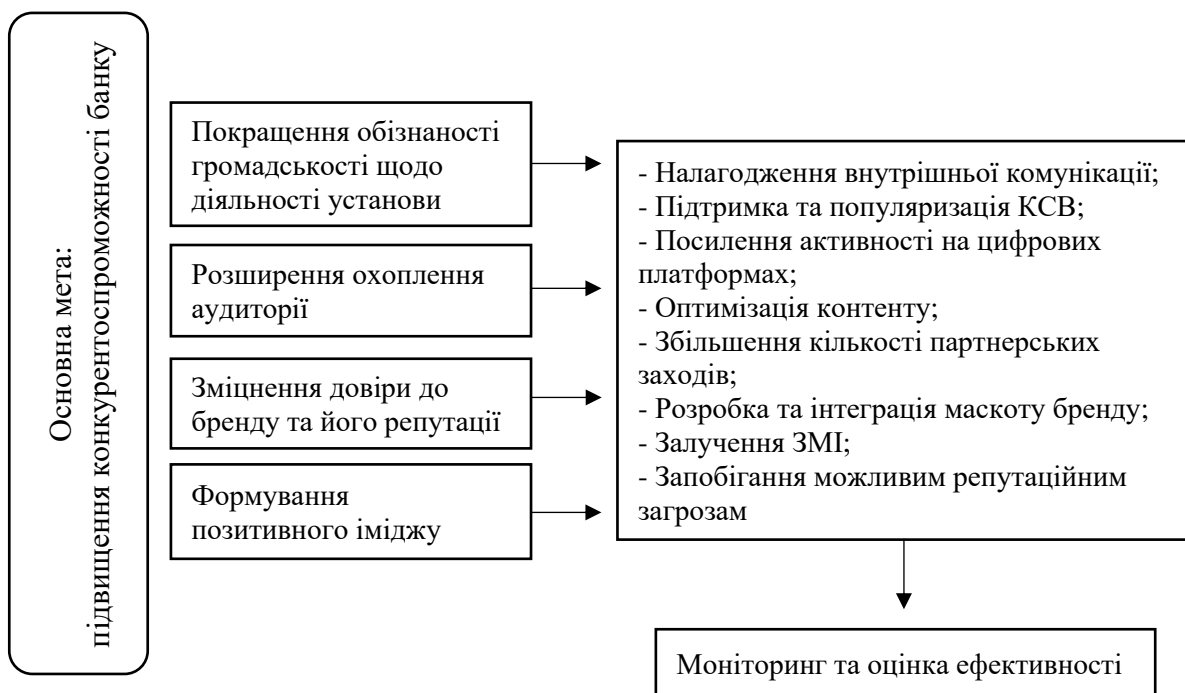 Основна мета:
підвищення конкурентоспроможності банку
Покращення обізнаності
громадськості щодо
діяльності установи
Розширення охоплення
аудиторії
Зміцнення довіри до
бренду та його репутації
Формування
позитивного іміджу
- Налагодження внутрішньої комунікації;
- Підтримка та популяризація КСВ;
- Посилення активності на цифрових
платформах;
- Оптимізація контенту;
- Збільшення кількості партнерських
заходів;
- Розробка та інтеграція маскоту бренду;
- Залучення ЗМІ;
- Запобігання можливим репутаційним
загрозам
Моніторинг та оцінка ефективності